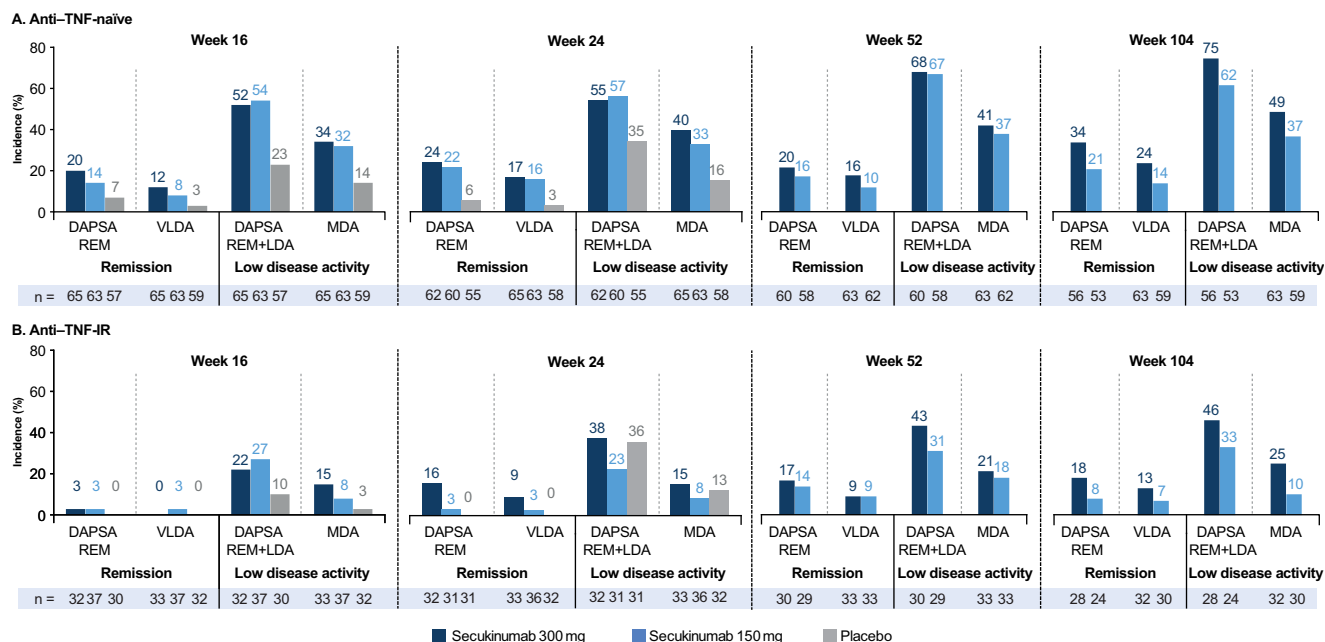 A. Anti–TNF-naïve
Week 16 Week 24 Week 52 Week 104
Incidence (%)
80
60
40
20
0
20 14 7 12 8 3 52 54 23 34 32 14
24 22 6 17 16 3 55 57 35 40 33 16
20 16 16 10 68 67 41 37
34 21 24 14 75 62 49 37
DAPSA VLDA DAPSA MDA DAPSA VLDA DAPSA MDA DAPSA VLDA DAPSA MDA DAPSA VLDA DAPSA MDA
REM REM+LDA REM REM+LDA REM REM+LDA REM REM+LDA
Remission Low disease activity Remission Low disease activity Remission Low disease activity Remission Low disease activity
n = 65 63 57 65 63 59 65 63 57 65 63 59 62 60 55 65 63 58 62 60 55 65 63 58 60 58 63 62 60 58 63 62 56 53 63 59 56 53 63 59
B. Anti–TNF-IR
Week 16 Week 24 Week 52 Week 104
Incidence (%)
80
60
40
20
0
3 3 0 0 3 0 22 27 10 15 8 3
16 3 0 9 3 0 38 23 36 15 8 13
17 14 9 9 43 31 21 18
18 8 13 7 46 33 25 10
DAPSA VLDA DAPSA MDA DAPSA VLDA DAPSA MDA DAPSA VLDA DAPSA MDA DAPSA VLDA DAPSA MDA
REM REM+LDA REM REM+LDA REM REM+LDA REM REM+LDA
Remission Low disease activity Remission Low disease activity Remission Low disease activity Remission Low disease activity
n = 32 37 30 33 37 32 32 37 30 33 37 32 32 31 31 33 36 32 32 31 31 33 36 32 30 29 33 33 30 29 33 33 28 24 32 30 28 24 32 30
Secukinumab 300 mg Secukinumab 150 mg Placebo